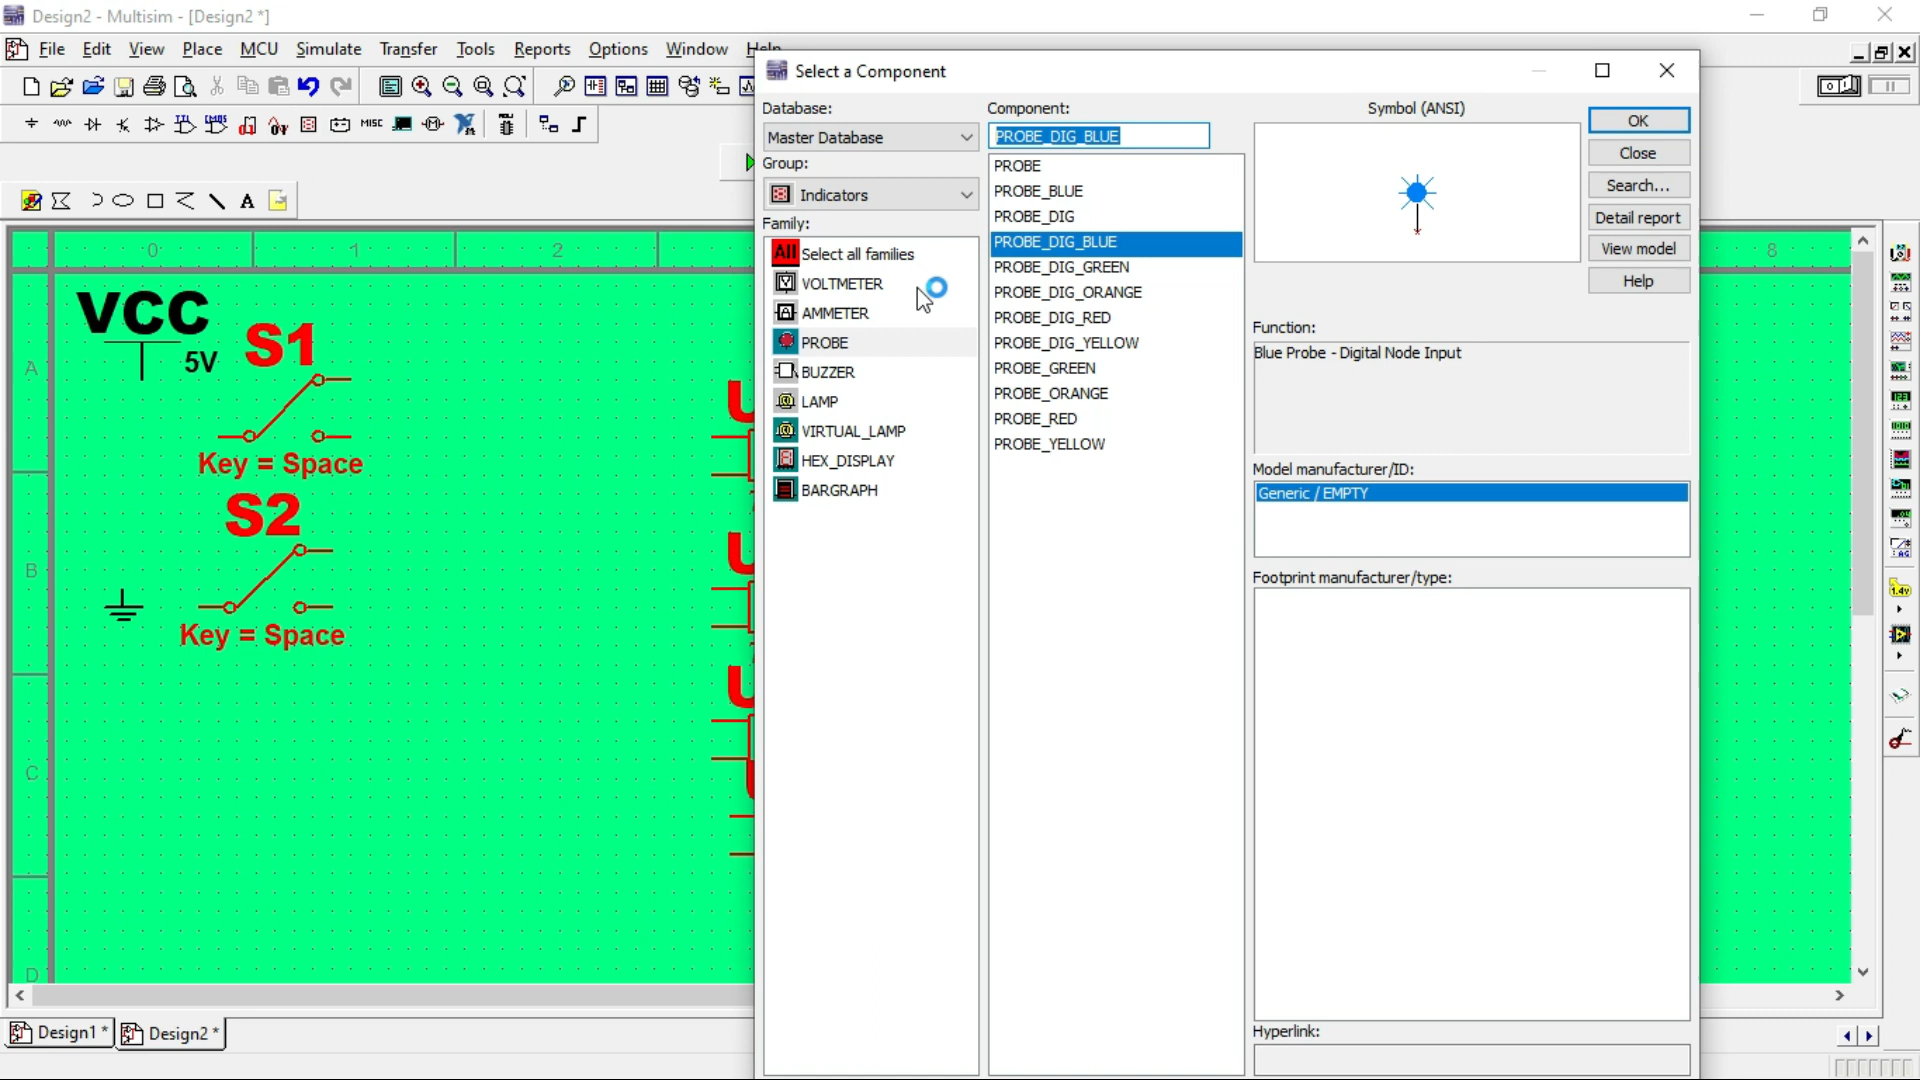 Design2 - Multisim - [Design2 *]
File Edit View Place MCU Simulate Transfer Tools Reports Options Window Help
MISC
Select a Component
Database:
Master Database
Group:
Indicators
Family:
All Select all families
VOLTMETER
AMMETER
PROBE
BUZZER
LAMP
VIRTUAL_LAMP
HEX_DISPLAY
BARGRAPH
Component:
PROBE_DIG_BLUE
PROBE
PROBE_BLUE
PROBE_DIG
PROBE_DIG_BLUE
PROBE_DIG_GREEN
PROBE_DIG_ORANGE
PROBE_DIG_RED
PROBE_DIG_YELLOW
PROBE_GREEN
PROBE_ORANGE
PROBE_RED
PROBE_YELLOW
Symbol (ANSI)
OK
Close
Search...
Detail report
View model
Help
Function:
Blue Probe - Digital Node Input
Model manufacturer/ID:
Generic / EMPTY
Footprint manufacturer/type:
Hyperlink:
0 1 2 8
A
B
C
D
VCC
5V
S1
Key = Space
S2
Key = Space
U
U
U
1.4v
Design1 * Design2 *